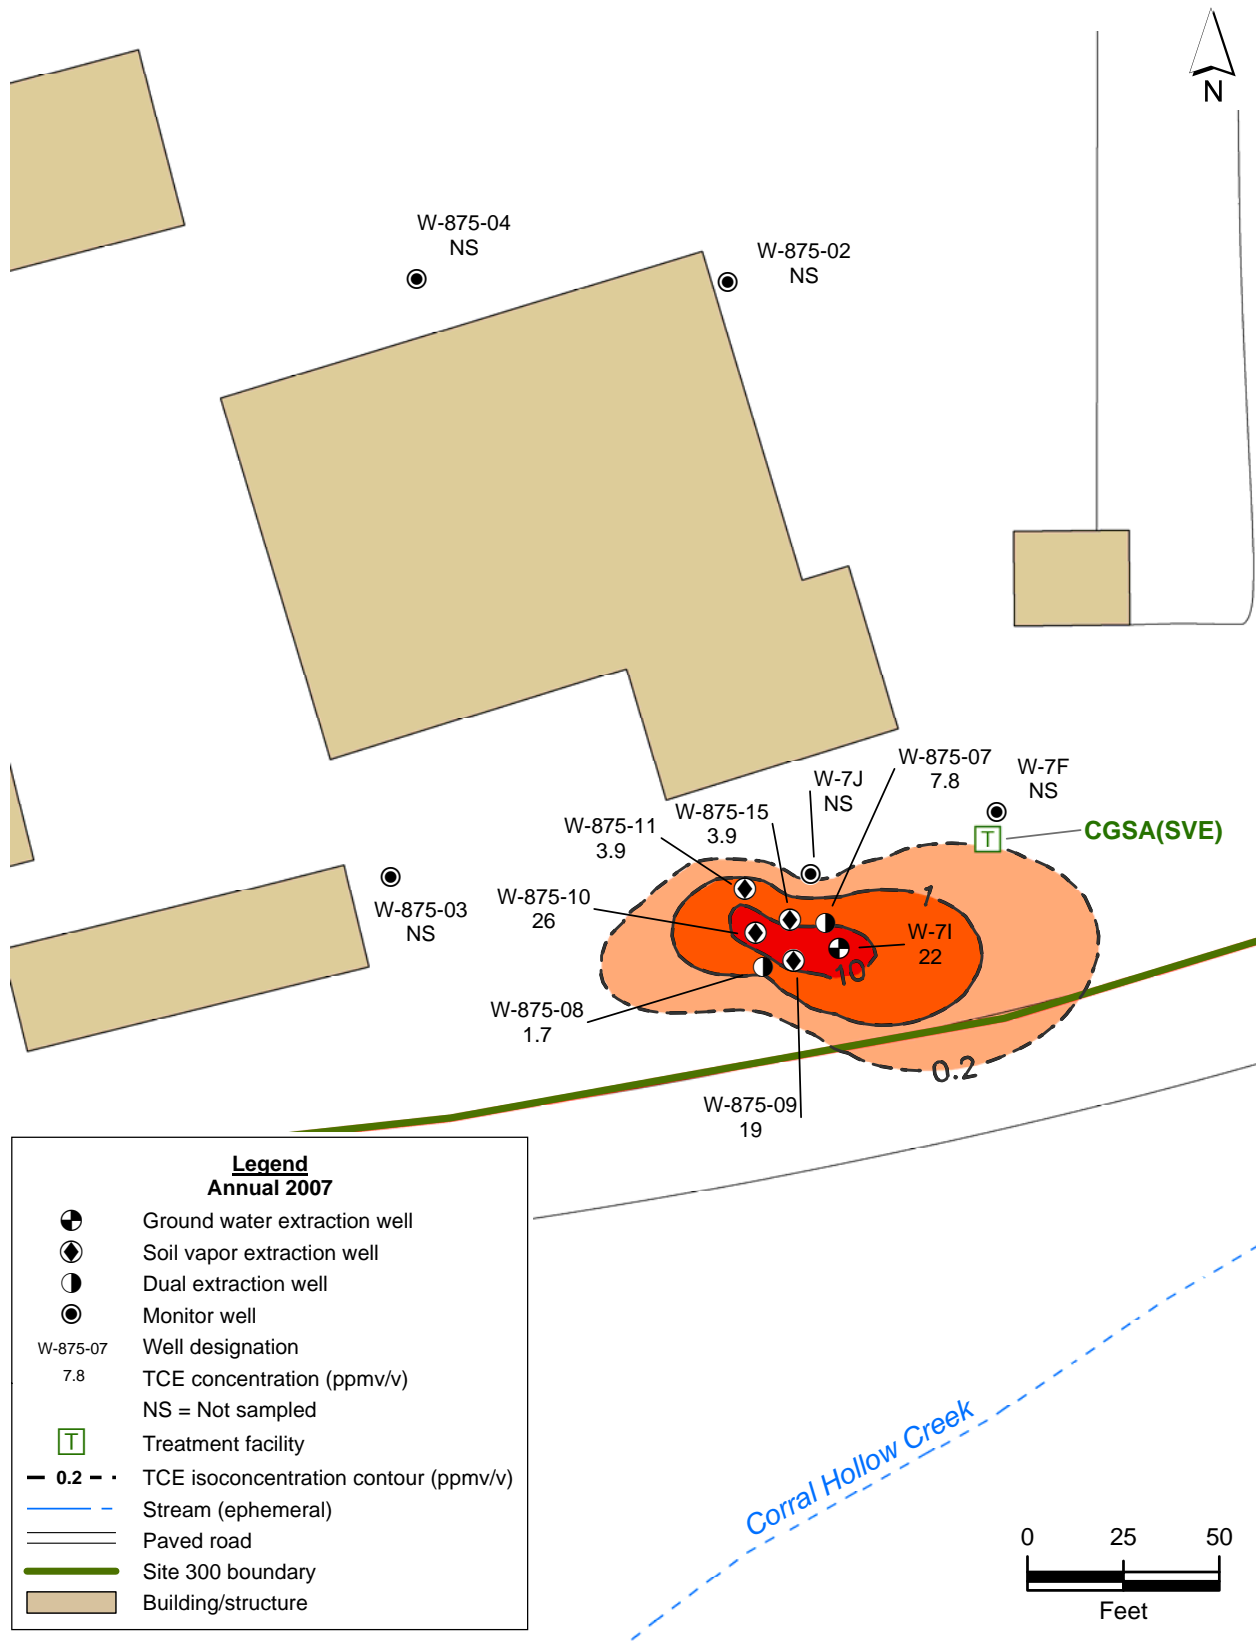 N
W-875-04
NS
W-875-02
NS
W-875-07
7.8
W-7F
NS
W-7J
NS
W-875-15
3.9
W-875-11
3.9
CGSA(SVE)
T
W-875-10
26
W-875-03
NS
1
W-7I
22
10
W-875-08
1.7
0.2
W-875-09
19
Legend
Annual 2007
Ground water extraction well
Soil vapor extraction well
Dual extraction well
Monitor well
W-875-07 Well designation
7.8 TCE concentration (ppmv/v)
NS = Not sampled
T Treatment facility
0.2 TCE isoconcentration contour (ppmv/v)
Stream (ephemeral)
Paved road
Site 300 boundary
Building/structure
Corral Hollow Creek
0 25 50
Feet